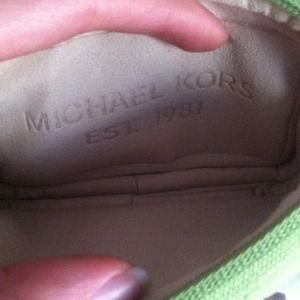 MICHAEL KORS
EST. 1981